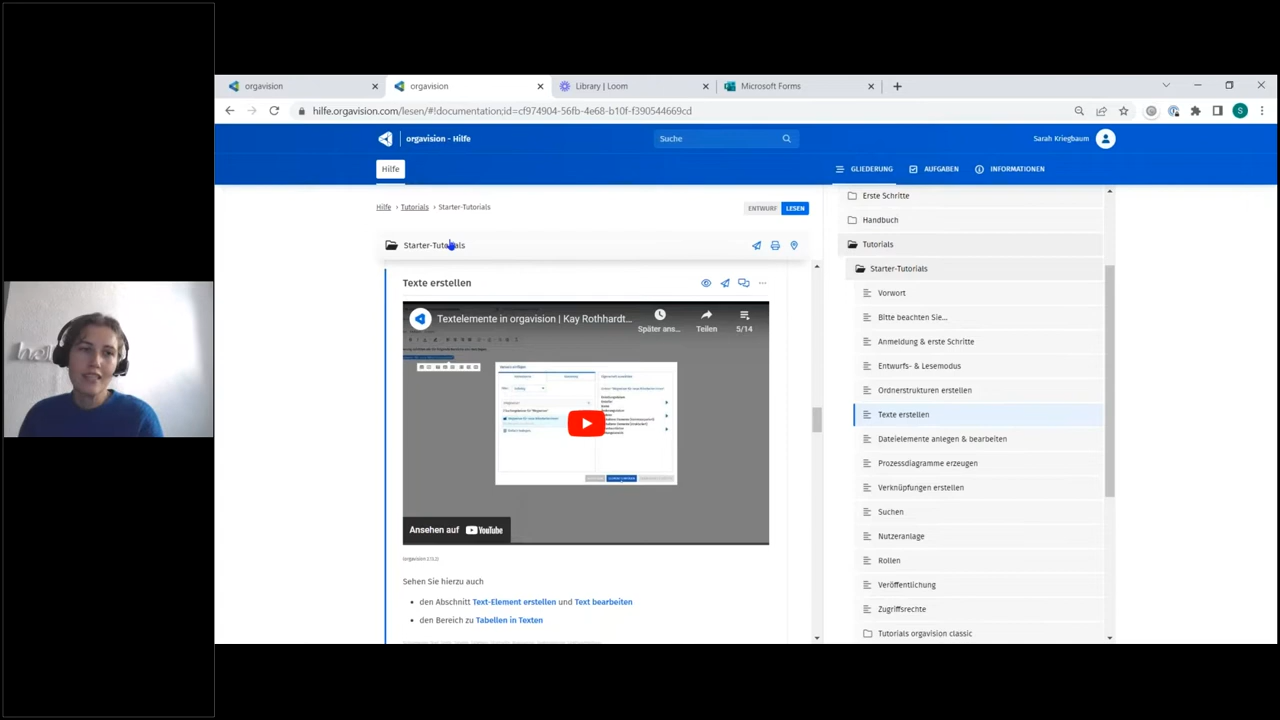 orgavision
orgavision
Library | Loom
Microsoft Forms
hilfe.orgavision.com/lesen/#!documentation;id=cf974904-56fb-4e68-b10f-f390544669cd
S
orgavision - Hilfe
Suche
Sarah Kriegbaum
Hilfe
GLIEDERUNG
AUFGABEN
INFORMATIONEN
Hilfe › Tutorials › Starter-Tutorials
ENTWURF
LESEN
Starter-Tutorials
Texte erstellen
Textelemente in orgavision | Kay Rothhardt...
Später ans...
Teilen
5/14
Ansehen auf YouTube
Sehen Sie hierzu auch
• den Abschnitt Text-Element erstellen und Text bearbeiten
• den Bereich zu Tabellen in Texten
Erste Schritte
Handbuch
Tutorials
Starter-Tutorials
Vorwort
Bitte beachten Sie...
Anmeldung & erste Schritte
Entwurfs- & Lesemodus
Ordnerstrukturen erstellen
Texte erstellen
Dateielemente anlegen & bearbeiten
Prozessdiagramme erzeugen
Verknüpfungen erstellen
Suchen
Nutzeranlage
Rollen
Veröffentlichung
Zugriffsrechte
Tutorials orgavision classic